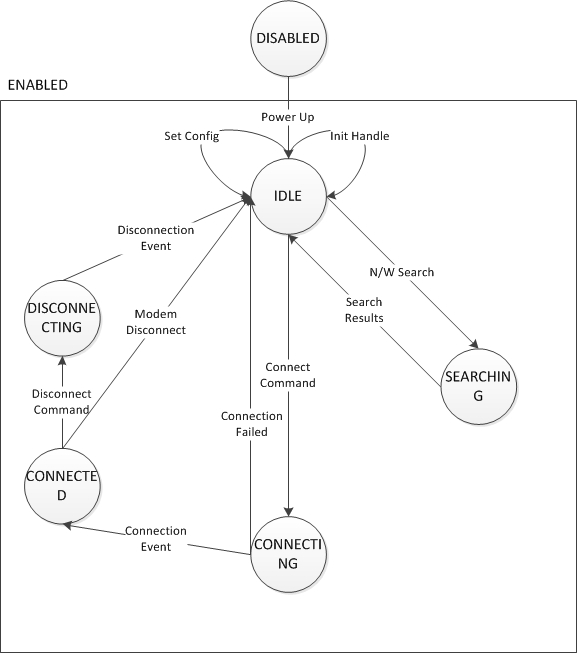 DISABLED
ENABLED
Power Up
Set Config
Init Handle
IDLE
Disconnection
Event
N/W Search
Search
Results
DISCONNE
CTING
Modem
Disconnect
Connect
Command
SEARCHIN
G
Disconnect
Command
Connection
Failed
CONNECTE
D
Connection
Event
CONNECTI
NG